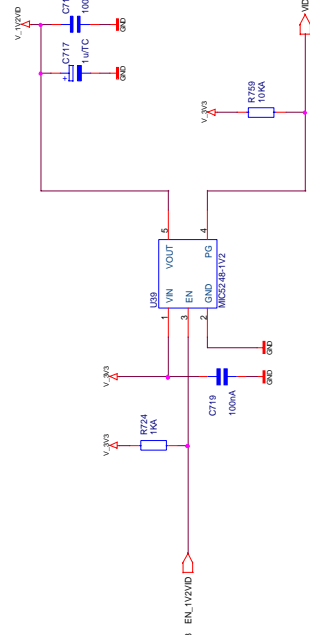 V_1V2VID
C71
100
GND
C717
1u/TC
+
GND
VID
R759
10KA
V_3V3
5
4
VOUT
PG
U39
MIC5248-1V2
VIN
EN
GND
1
3
2
GND
V_3V3
C719
100nA
GND
V_3V3
R724
1KA
EN_1V2VID